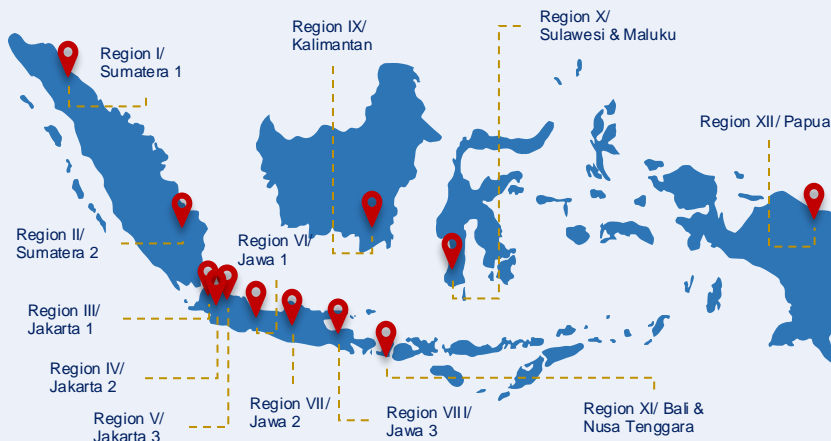 Region I/
Sumatera 1
Region IX/
Kalimantan
Region X/
Sulawesi & Maluku
Region XII/ Papua
Region II/
Sumatera 2
Region VI/
Jawa 1
Region III/
Jakarta 1
Region IV/
Jakarta 2
Region V/
Jakarta 3
Region VII/
Jawa 2
Region VIII/
Jawa 3
Region XI/ Bali &
Nusa Tenggara